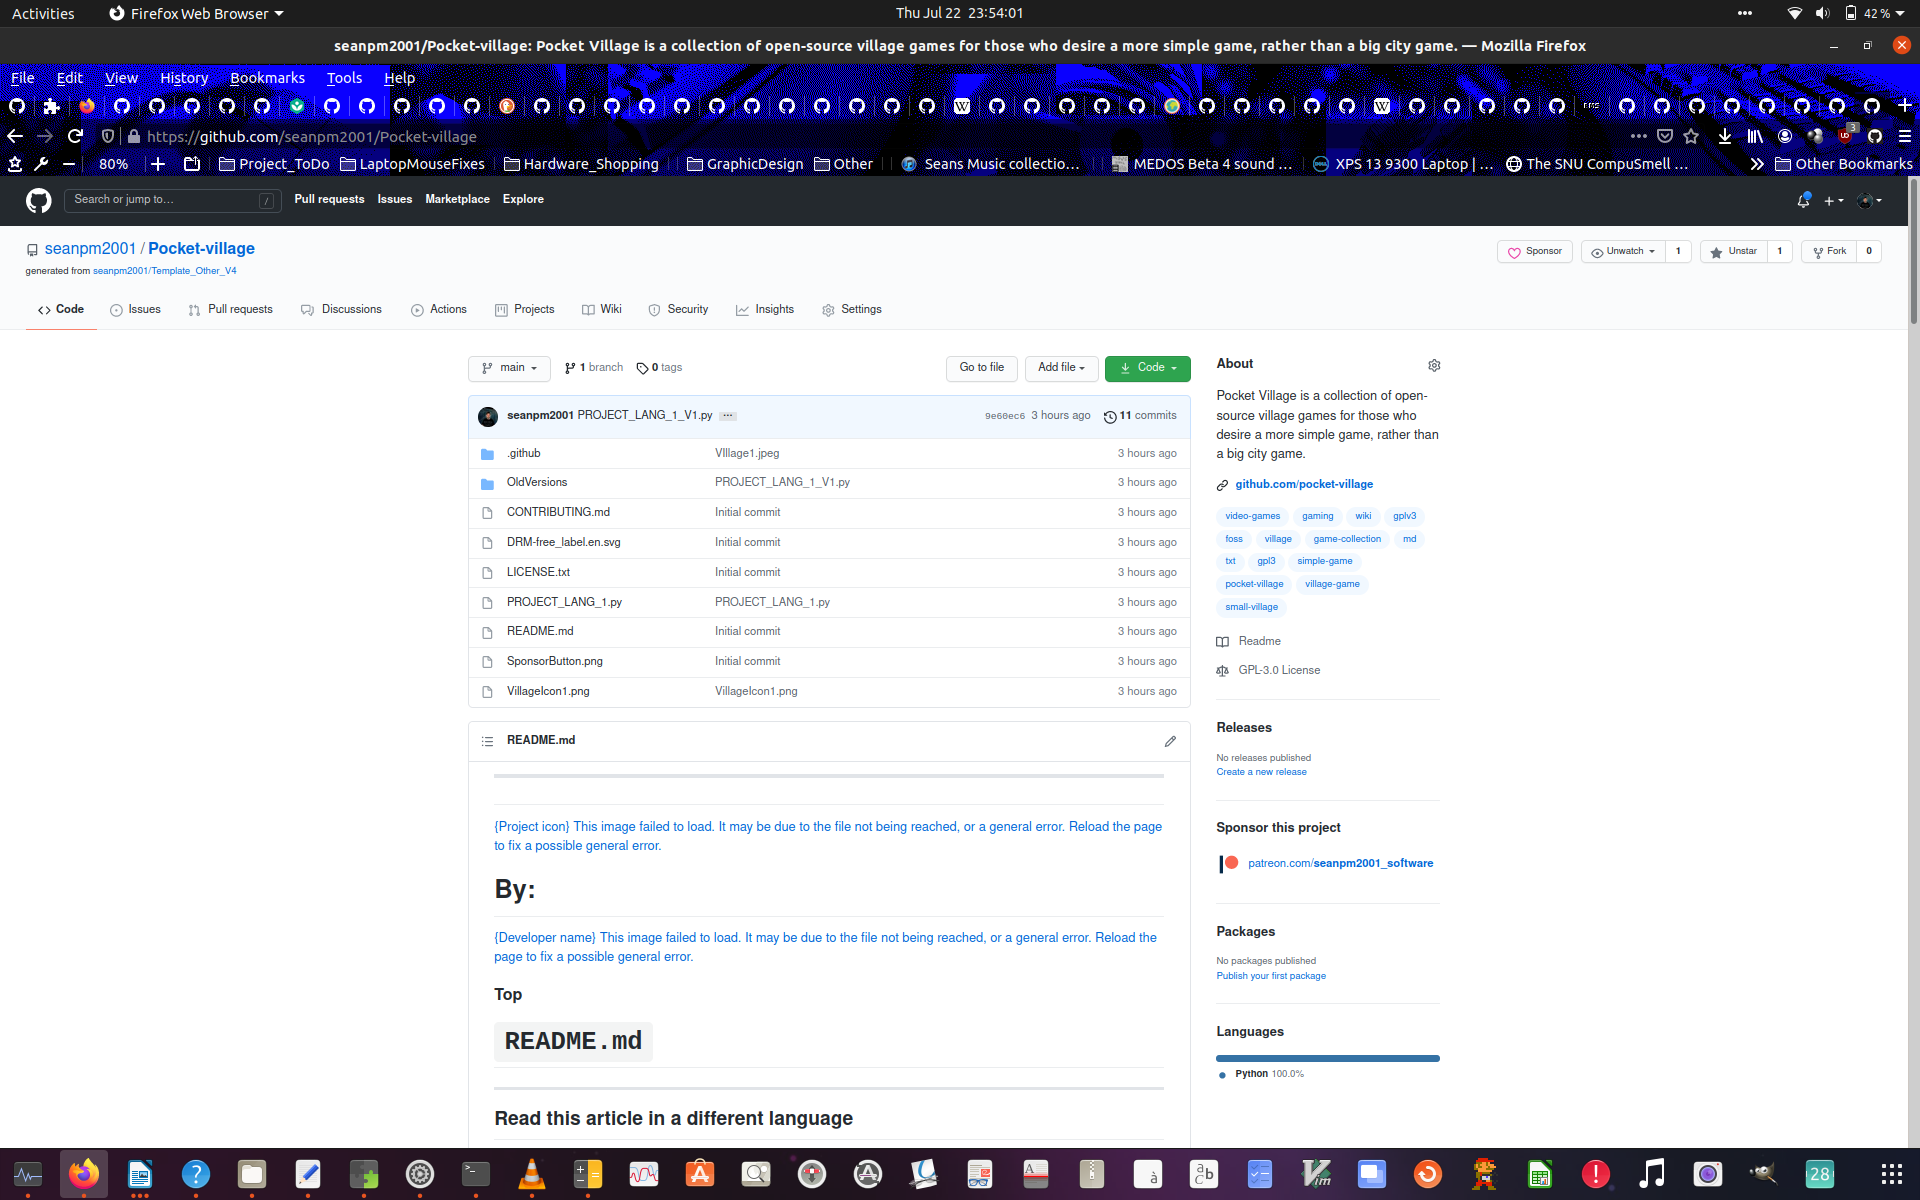 Activities Firefox Web Browser Thu Jul 22 23:54:01 42 %
seanpm2001/Pocket-village: Pocket Village is a collection of open-source village games for those who desire a more simple game, rather than a big city game. — Mozilla Firefox
File Edit View History Bookmarks Tools Help
https://github.com/seanpm2001/Pocket-village 3
80% Project_ToDo LaptopMouseFixes Hardware_Shopping GraphicDesign Other Seans Music collectio… MEDOS Beta 4 sound … XPS 13 9300 Laptop | … The SNU CompuSmell … Other Bookmarks
Search or jump to… / Pull requests Issues Marketplace Explore
seanpm2001 / Pocket-village Sponsor Unwatch 1 Unstar 1 Fork 0
generated from seanpm2001/Template_Other_V4
Code Issues Pull requests Discussions Actions Projects Wiki Security Insights Settings
main 1 branch 0 tags Go to file Add file Code
seanpm2001 PROJECT_LANG_1_V1.py ... 9e60ec6 3 hours ago 11 commits
.github VIllage1.jpeg 3 hours ago
OldVersions PROJECT_LANG_1_V1.py 3 hours ago
CONTRIBUTING.md Initial commit 3 hours ago
DRM-free_label.en.svg Initial commit 3 hours ago
LICENSE.txt Initial commit 3 hours ago
PROJECT_LANG_1.py PROJECT_LANG_1.py 3 hours ago
README.md Initial commit 3 hours ago
SponsorButton.png Initial commit 3 hours ago
VillageIcon1.png VillageIcon1.png 3 hours ago
README.md
{Project icon} This image failed to load. It may be due to the file not being reached, or a general error. Reload the page
to fix a possible general error.
By:
{Developer name} This image failed to load. It may be due to the file not being reached, or a general error. Reload the
page to fix a possible general error.
Top
README.md
Read this article in a different language
About
Pocket Village is a collection of open-
source village games for those who
desire a more simple game, rather than
a big city game.
github.com/pocket-village
video-games gaming wiki gplv3
foss village game-collection md
txt gpl3 simple-game
pocket-village village-game
small-village
Readme
GPL-3.0 License
Releases
No releases published
Create a new release
Sponsor this project
patreon.com/seanpm2001_software
Packages
No packages published
Publish your first package
Languages
Python 100.0%
28